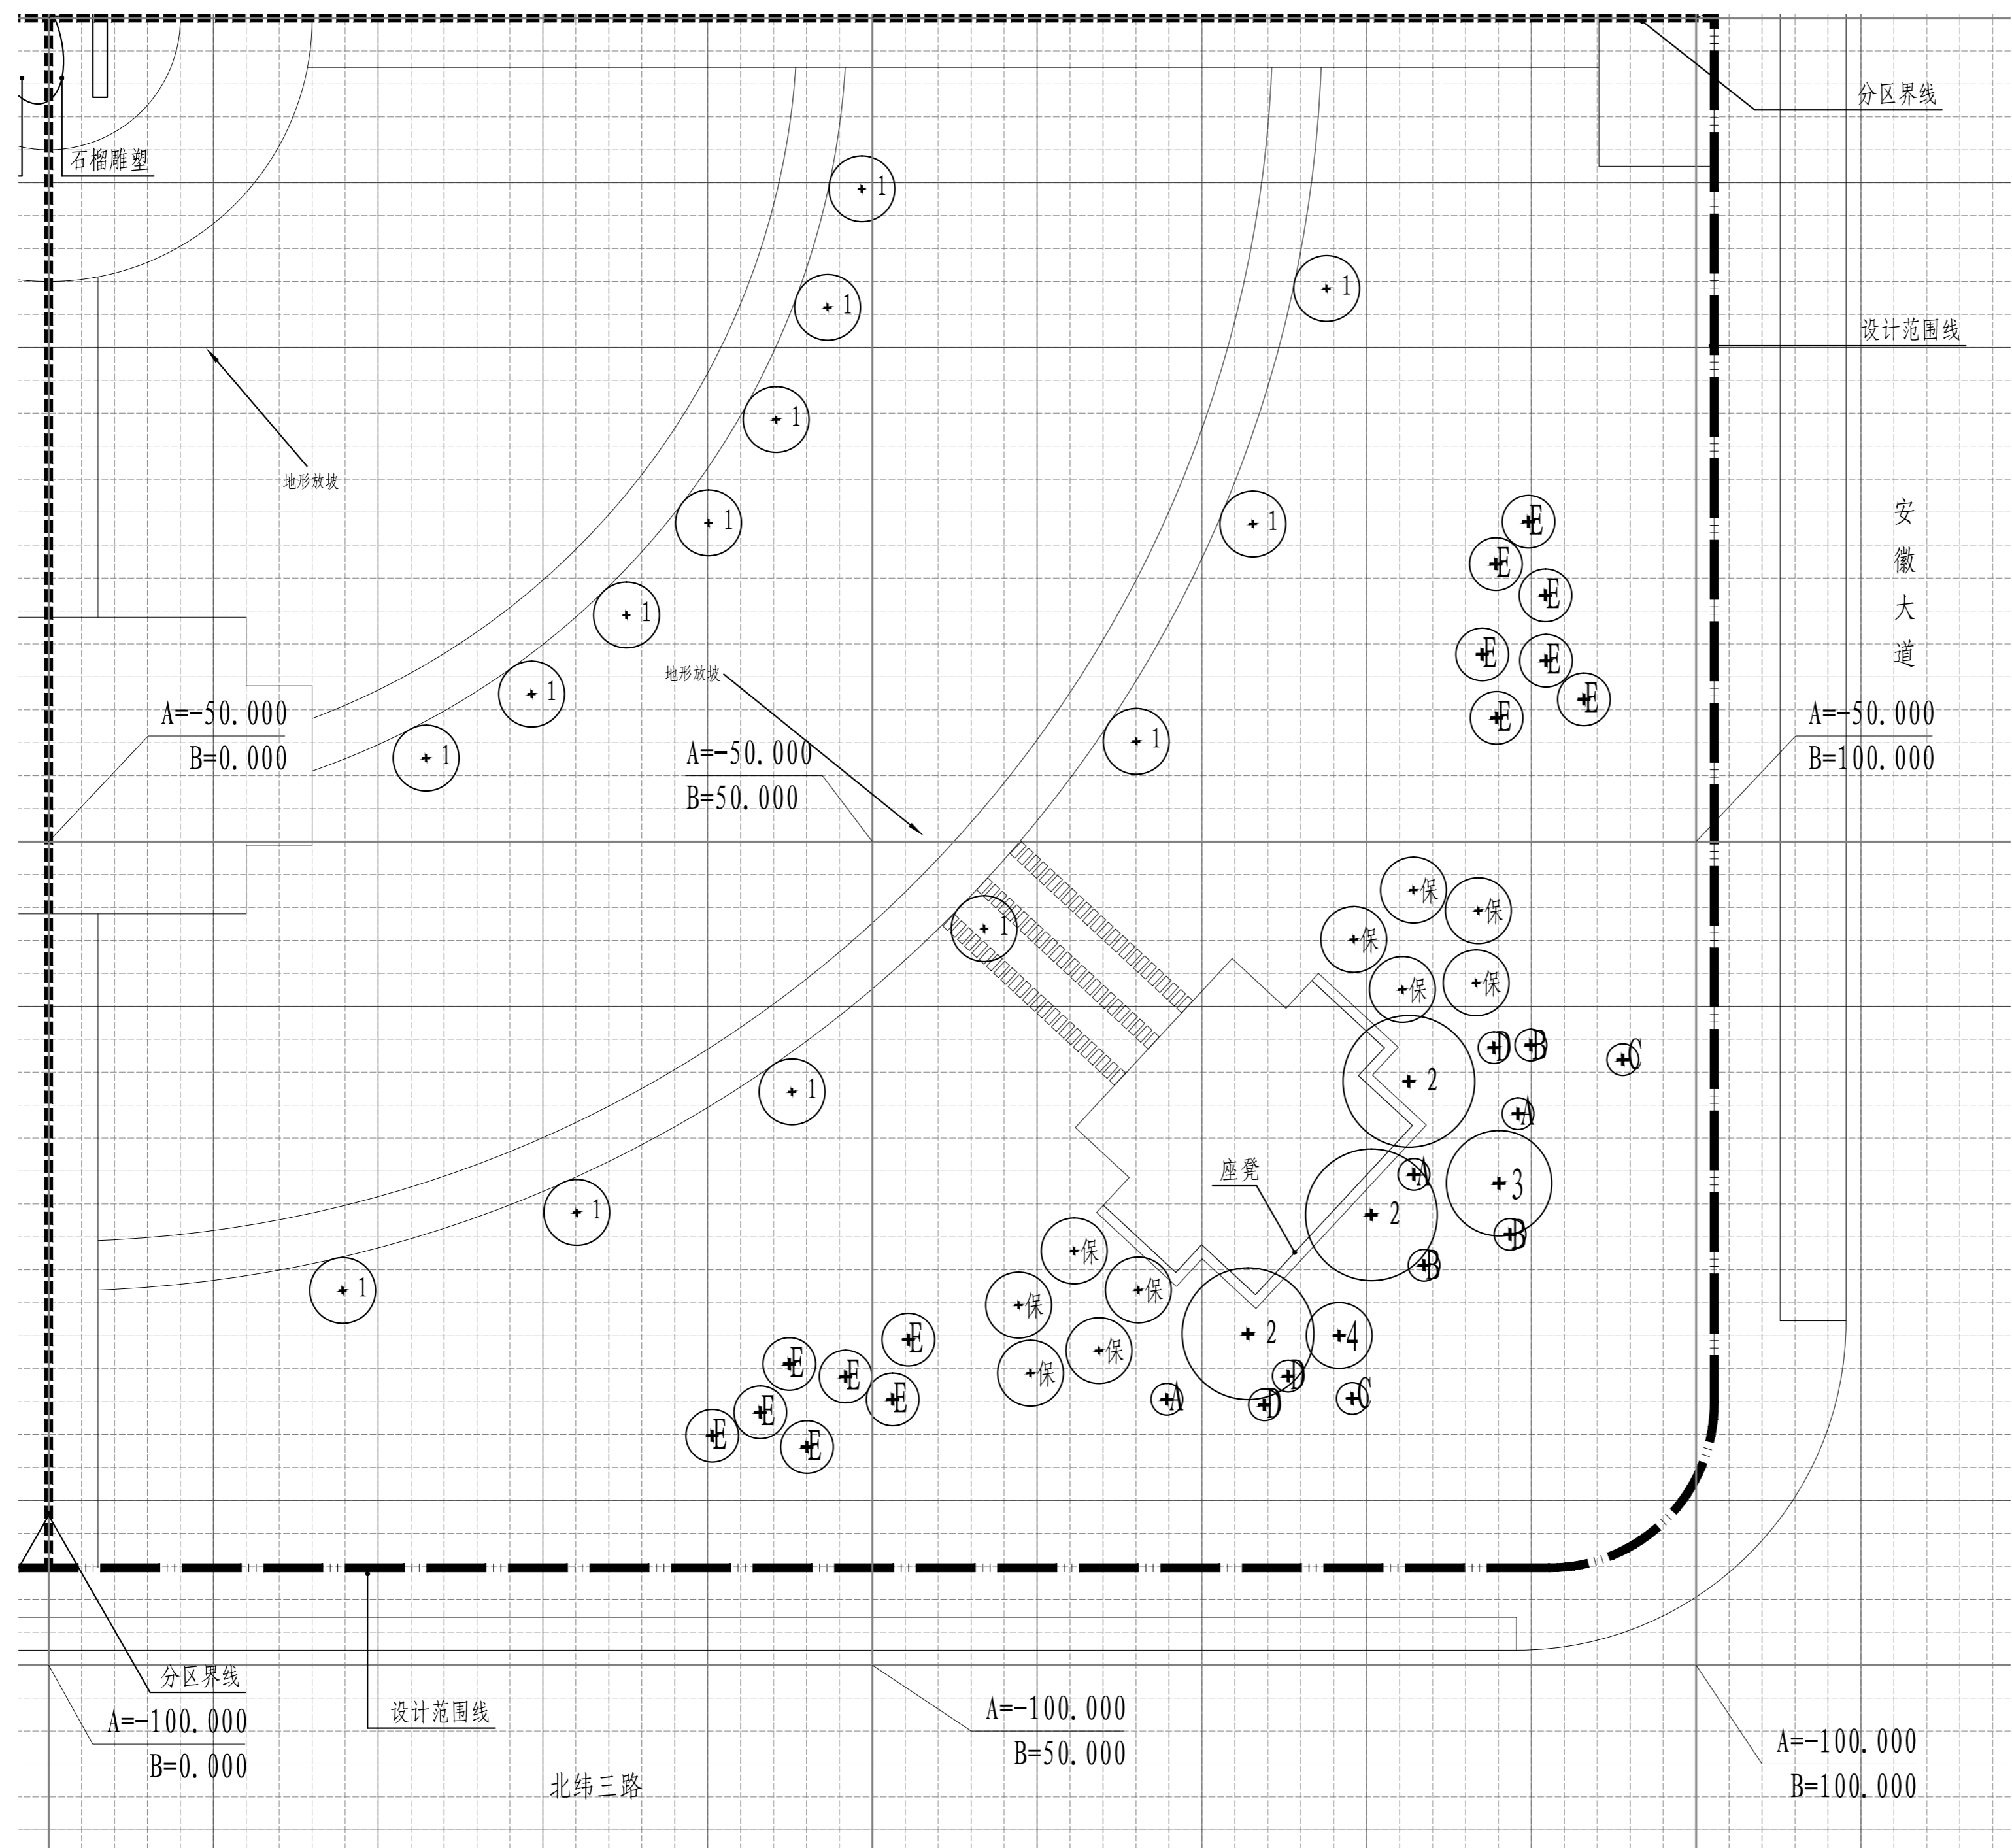 分区界线
石榴雕塑
1
1
1
设计范围线
1
1
1
安徽大道
E
E
E
E
E
E
E
地形放坡
1
1
1
1
地形放坡
A=-50.000
B=0.000
A=-50.000
B=50.000
A=-50.000
B=100.000
保
保
保
保
保
1
D
B
C
2
1
A
座凳
A
3
2
B
B
1
1
保
保
保
保
保
2
4
E
E
E
E
E
E
E
A
D
D
C
分区界线
A=-100.000
B=0.000
设计范围线
北纬三路
A=-100.000
B=50.000
A=-100.000
B=100.000